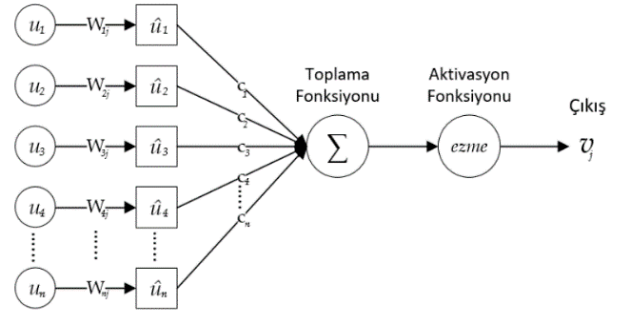 u₁ W₁ⱼ û₁
u₂ W₂ⱼ û₂
u₃ W₃ⱼ û₃
u₄ W₄ⱼ û₄
uₙ Wₙⱼ ûₙ
c₁
c₂
c₃
c₄
cₙ
Toplama
Fonksiyonu
∑
Aktivasyon
Fonksiyonu
ezme
Çıkış
vⱼ